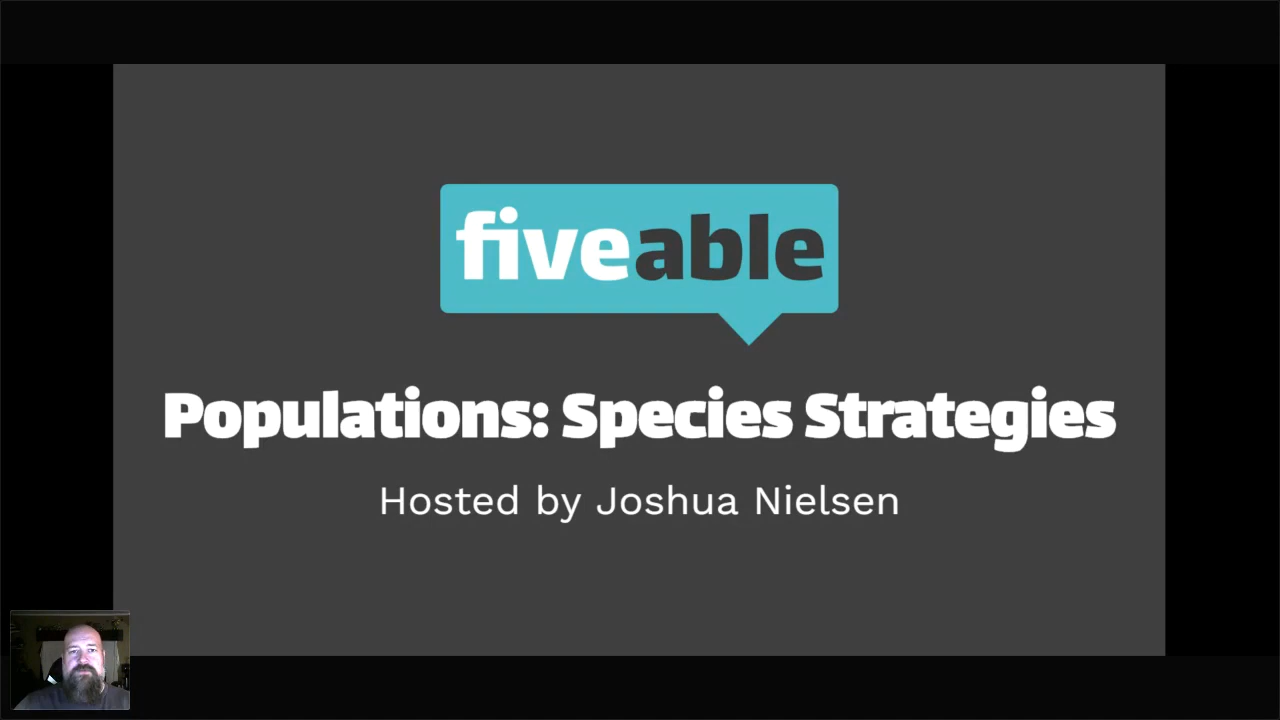 fiveable
Populations: Species Strategies
Hosted by Joshua Nielsen